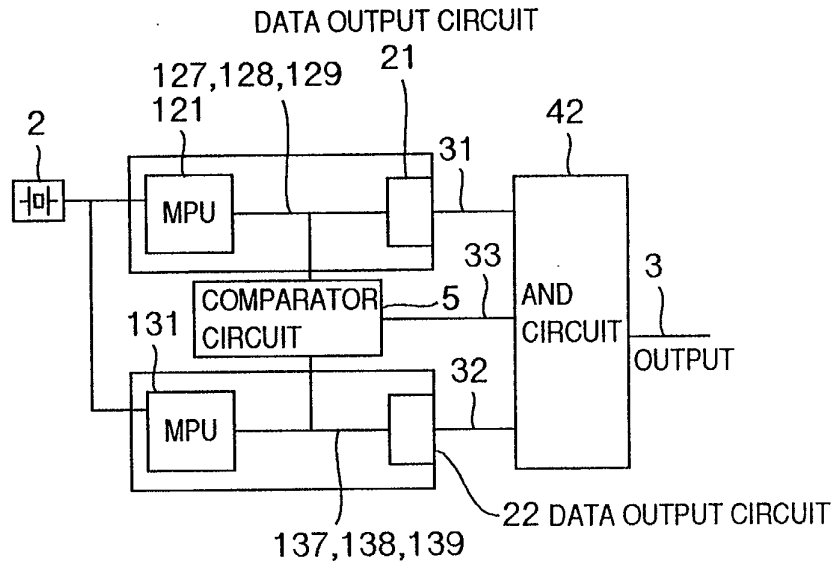 DATA OUTPUT CIRCUIT
127,128,129
21
121
2
42
31
MPU
33
COMPARATOR
CIRCUIT
5
AND
CIRCUIT
3
OUTPUT
131
32
MPU
22 DATA OUTPUT CIRCUIT
137,138,139